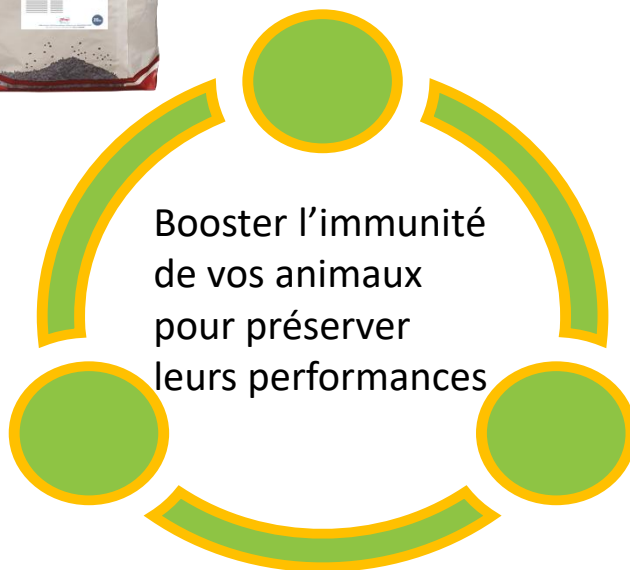 Booster l’immunité
de vos animaux
pour préserver
leurs performances